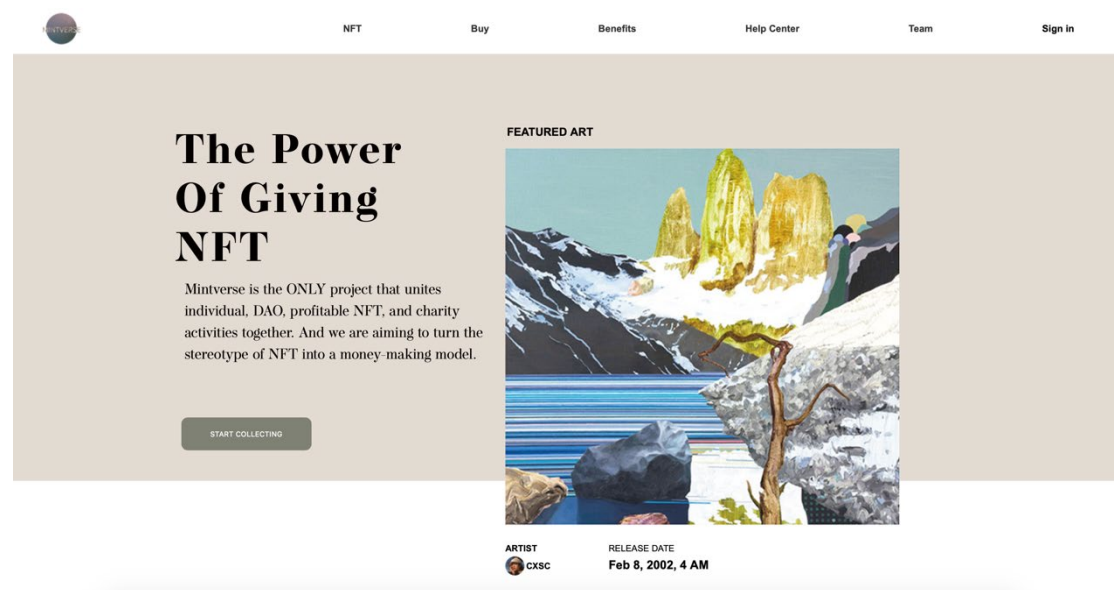 MINTVERSE
NFT
Buy
Benefits
Help Center
Team
Sign in
The Power
Of Giving
NFT
Mintverse is the ONLY project that unites
individual, DAO, profitable NFT, and charity
activities together. And we are aiming to turn the
stereotype of NFT into a money-making model.
START COLLECTING
FEATURED ART
ARTIST
CXSC
RELEASE DATE
Feb 8, 2002, 4 AM